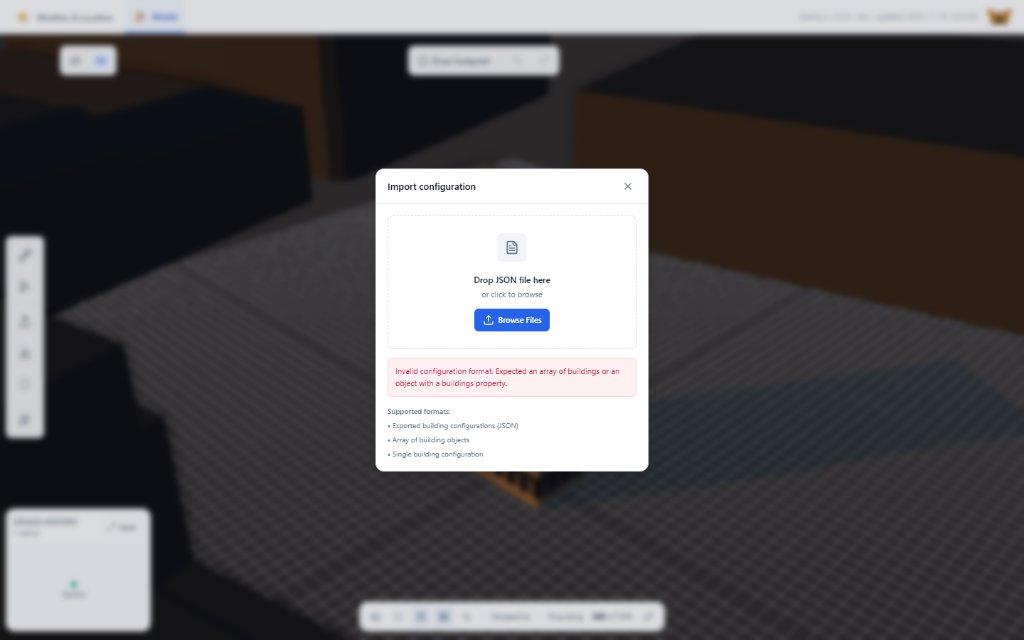 Import configuration
Drop JSON file here
or click to browse
Browse Files
Invalid configuration format. Expected an array of buildings or an
object with a buildings property.
Supported formats:
• Exported building configurations (JSON)
• Array of building objects
• Single building configuration